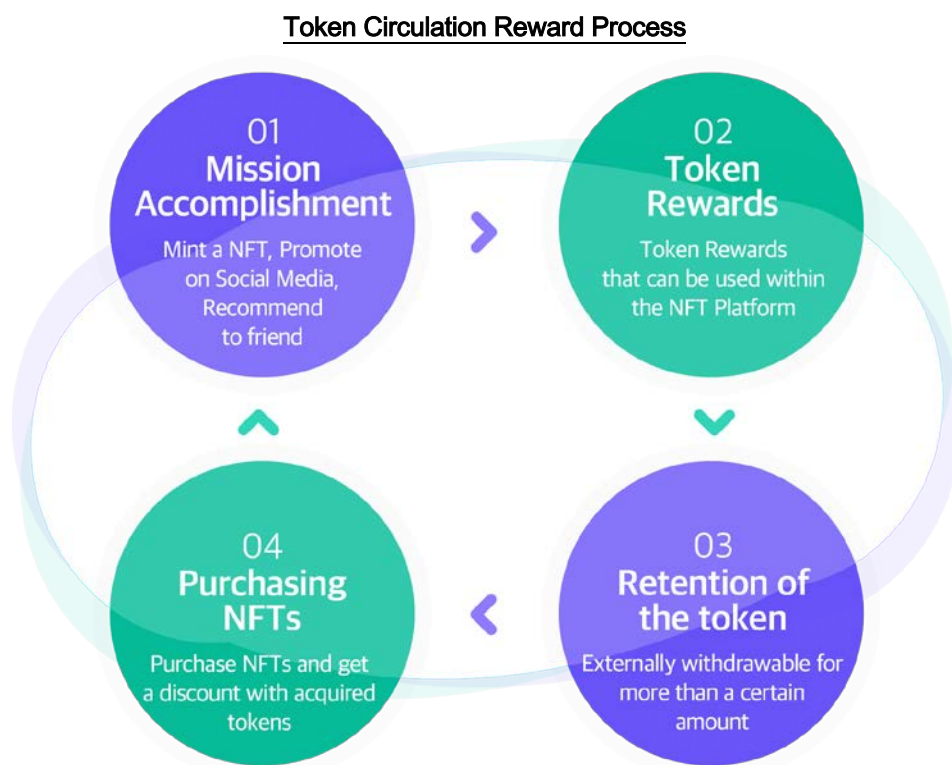 Token Circulation Reward Process
01
Mission
Accomplishment
Mint a NFT, Promote
on Social Media,
Recommend
to friend
02
Token
Rewards
Token Rewards
that can be used within
the NFT Platform
03
Retention of
the token
Externally withdrawable for
more than a certain
amount
04
Purchasing
NFTs
Purchase NFTs and get
a discount with acquired
tokens